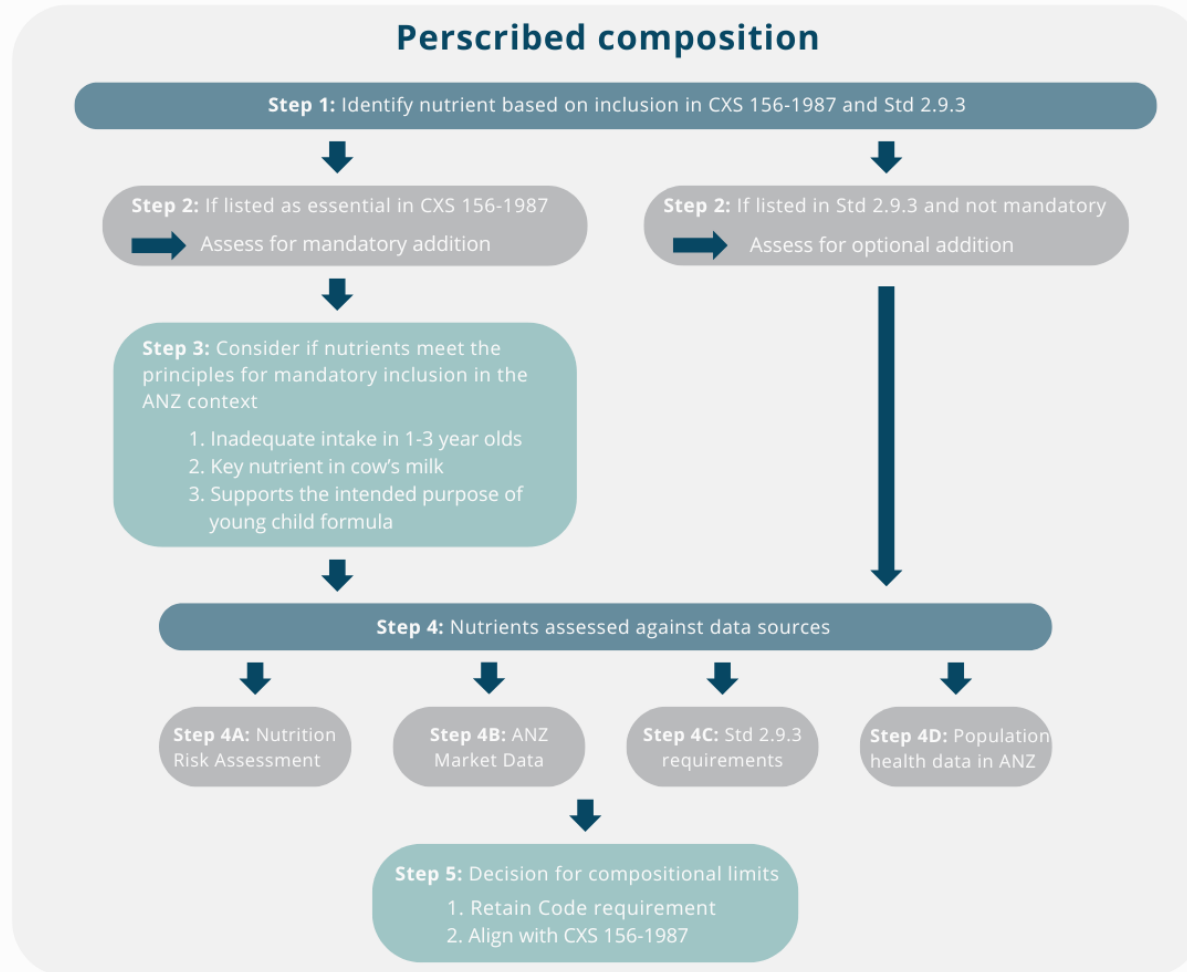 Perscribed composition
Step 1: Identify nutrient based on inclusion in CXS 156-1987 and Std 2.9.3
Step 2: If listed as essential in CXS 156-1987
Assess for mandatory addition
Step 2: If listed in Std 2.9.3 and not mandatory
Assess for optional addition
Step 3: Consider if nutrients meet the
principles for mandatory inclusion in the
ANZ context
1. Inadequate intake in 1-3 year olds
2. Key nutrient in cow's milk
3. Supports the intended purpose of
young child formula
Step 4: Nutrients assessed against data sources
Step 4A: Nutrition
Risk Assessment
Step 4B: ANZ
Market Data
Step 4C: Std 2.9.3
requirements
Step 4D: Population
health data in ANZ
Step 5: Decision for compositional limits
1. Retain Code requirement
2. Align with CXS 156-1987